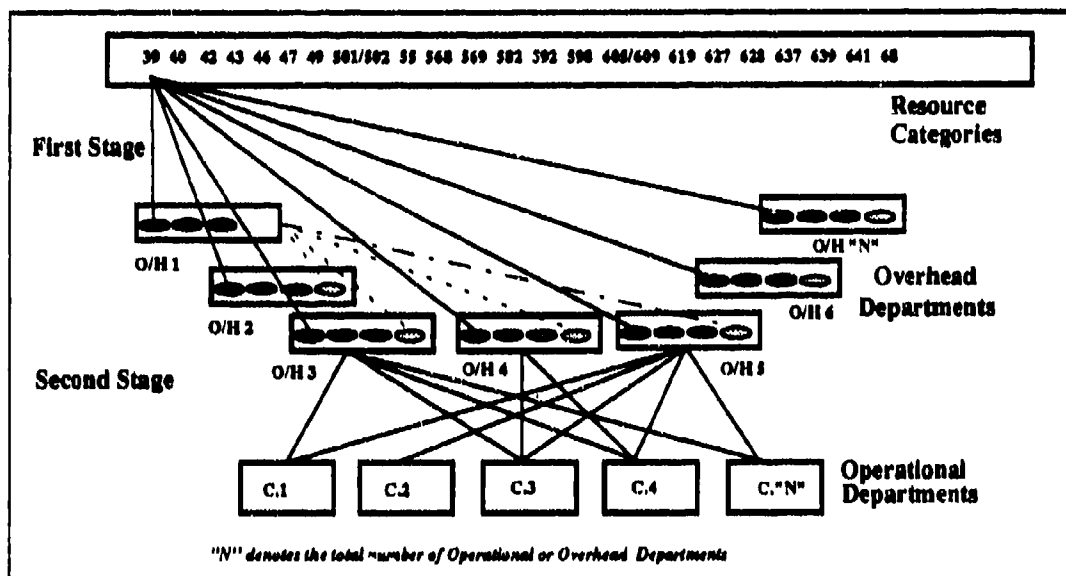 39 40 42 43 46 47 49 501/502 55 568 569 582 592 598 608/609 619 627 628 637 639 641 68
Resource
Categories
First Stage
O/H "N"
O/H 1
Overhead
Departments
O/H 6
O/H 2
O/H 3
O/H 4
O/H 5
Second Stage
C.1
C.2
C.3
C.4
C."N"
Operational
Departments
"N" denotes the total number of Operational or Overhead Departments